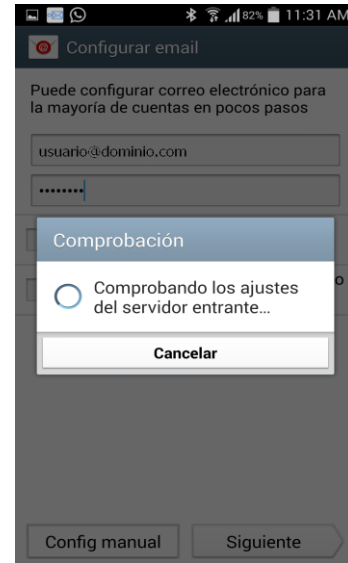 82% 11:31 AM
Configurar email
Puede configurar correo electrónico para
la mayoría de cuentas en pocos pasos
usuario@dominio.com
••••••••
Comprobación
o
Comprobando los ajustes
del servidor entrante...
Cancelar
Config manual Siguiente